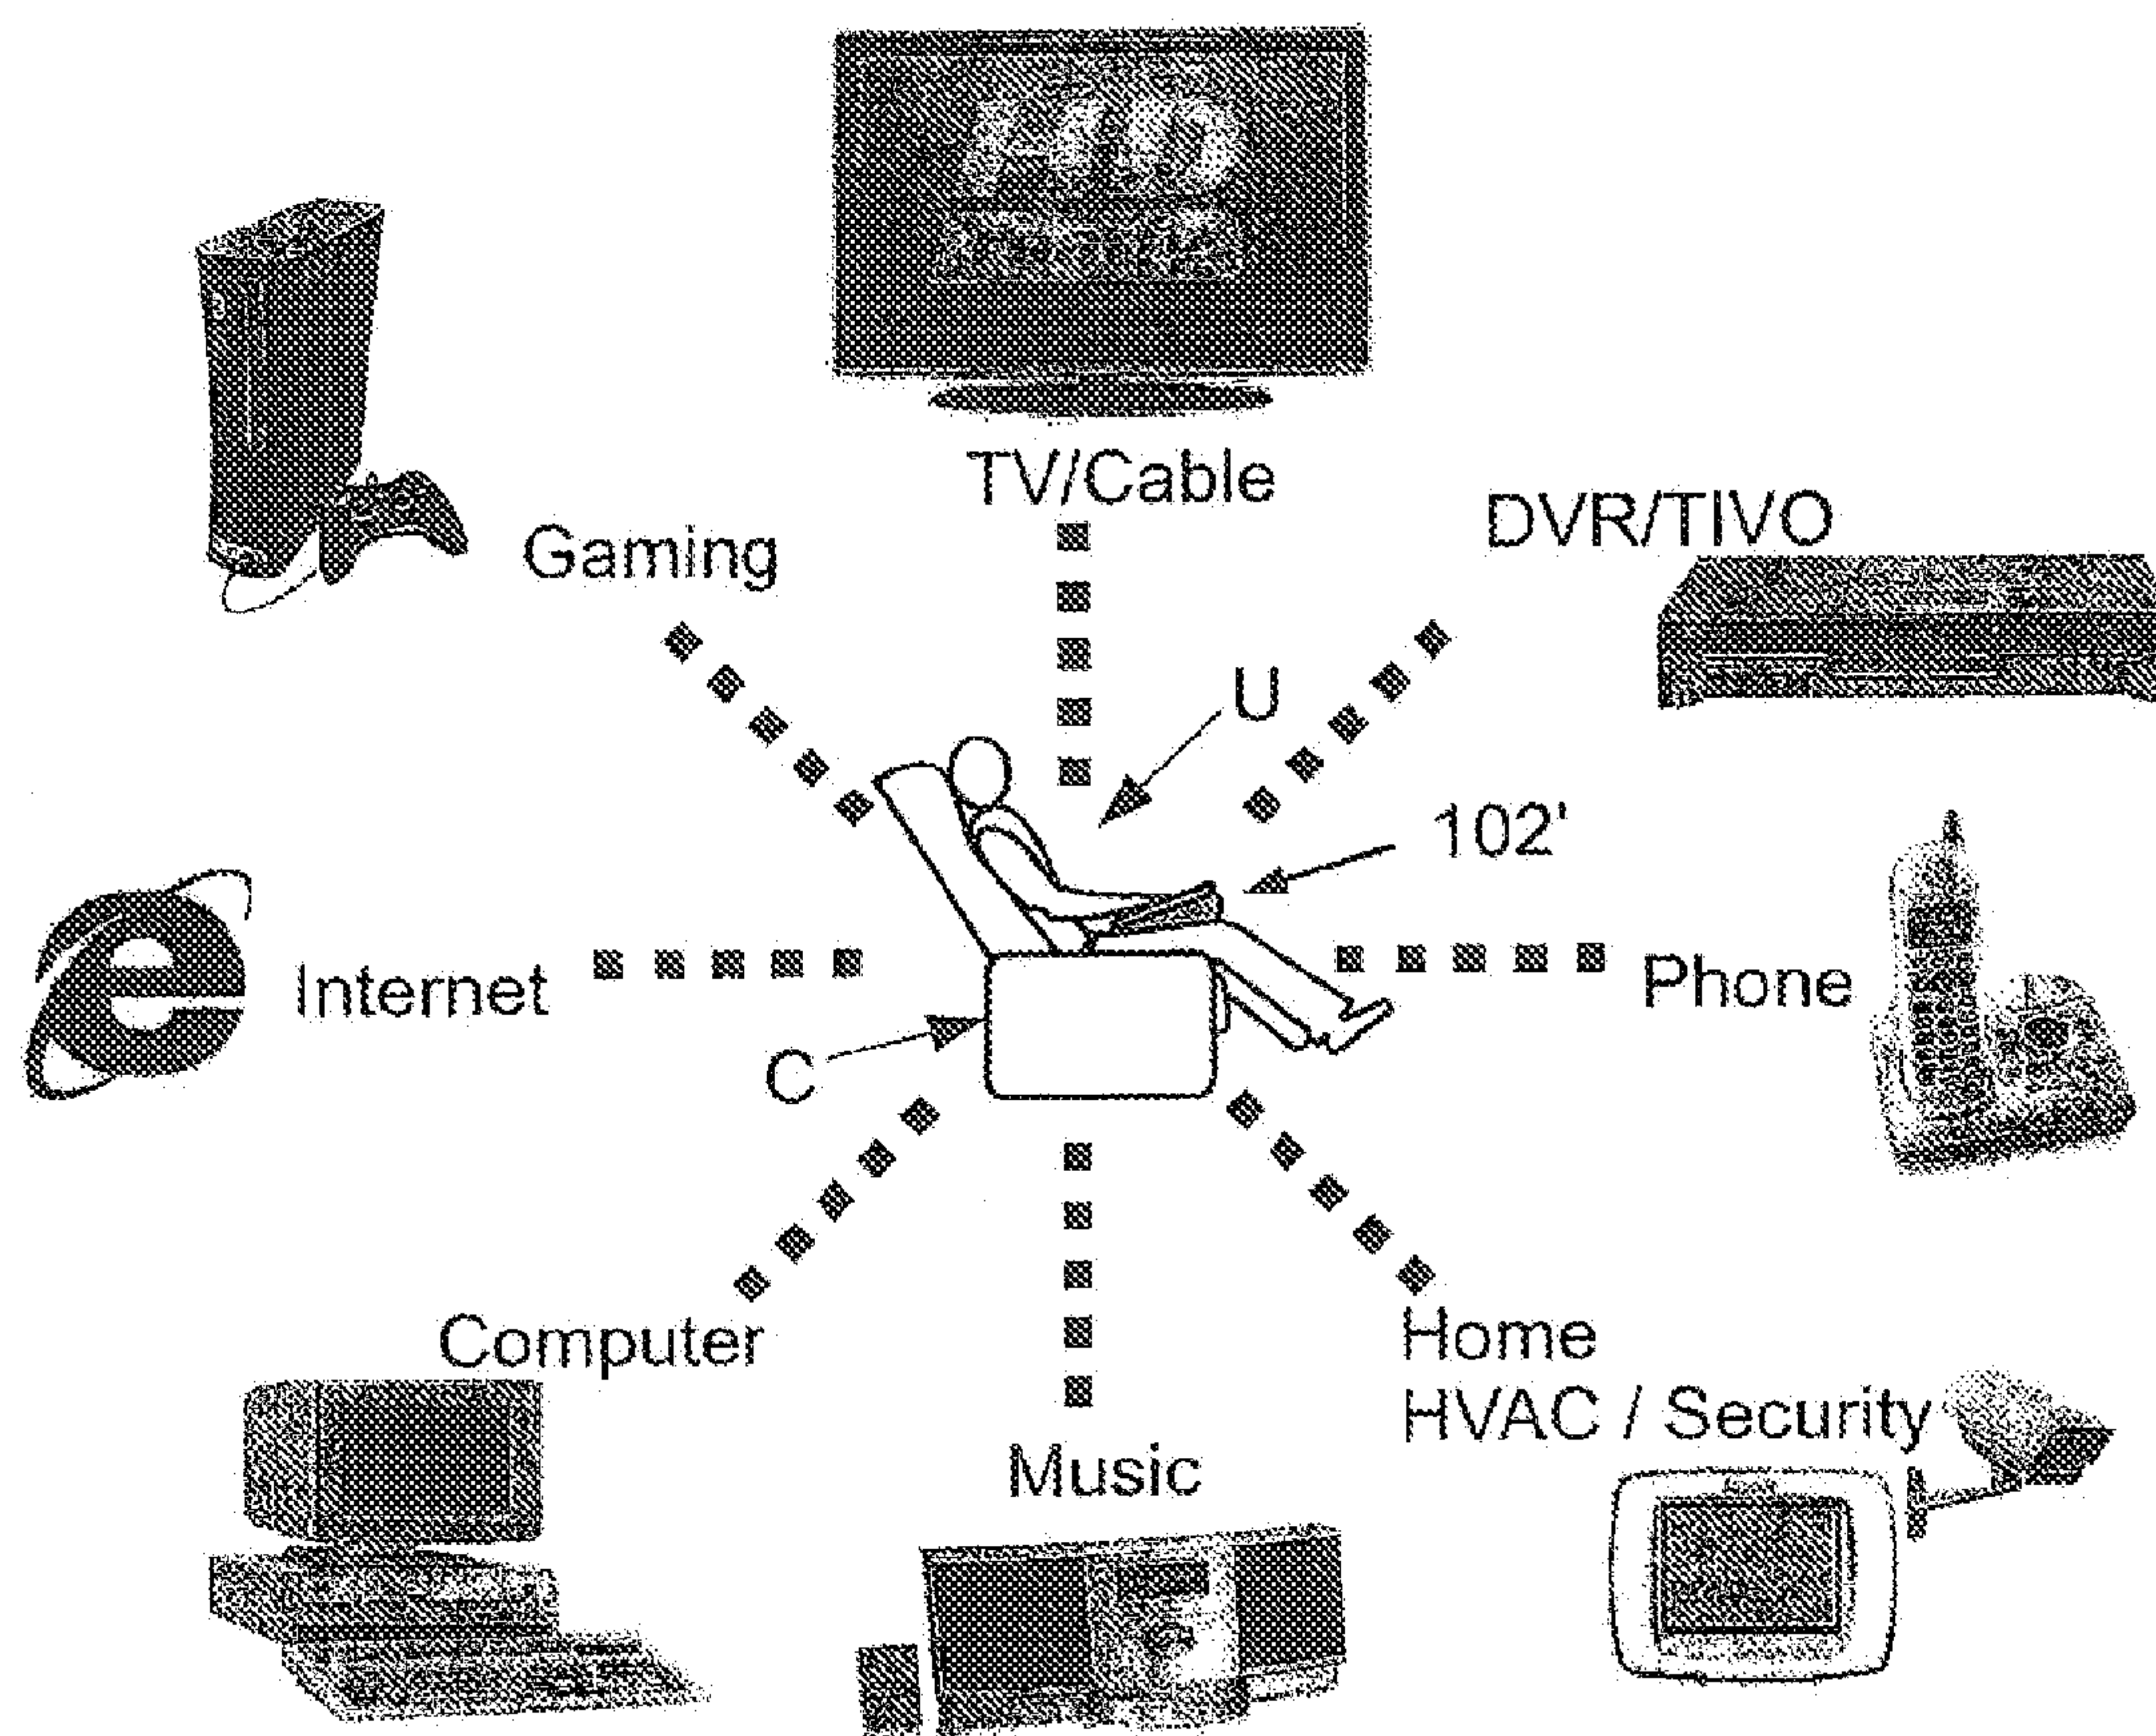 TV/Cable
DVR/TIVO
Gaming
U
102'
Internet
Phone
C
Computer
Home
HVAC / Security
Music